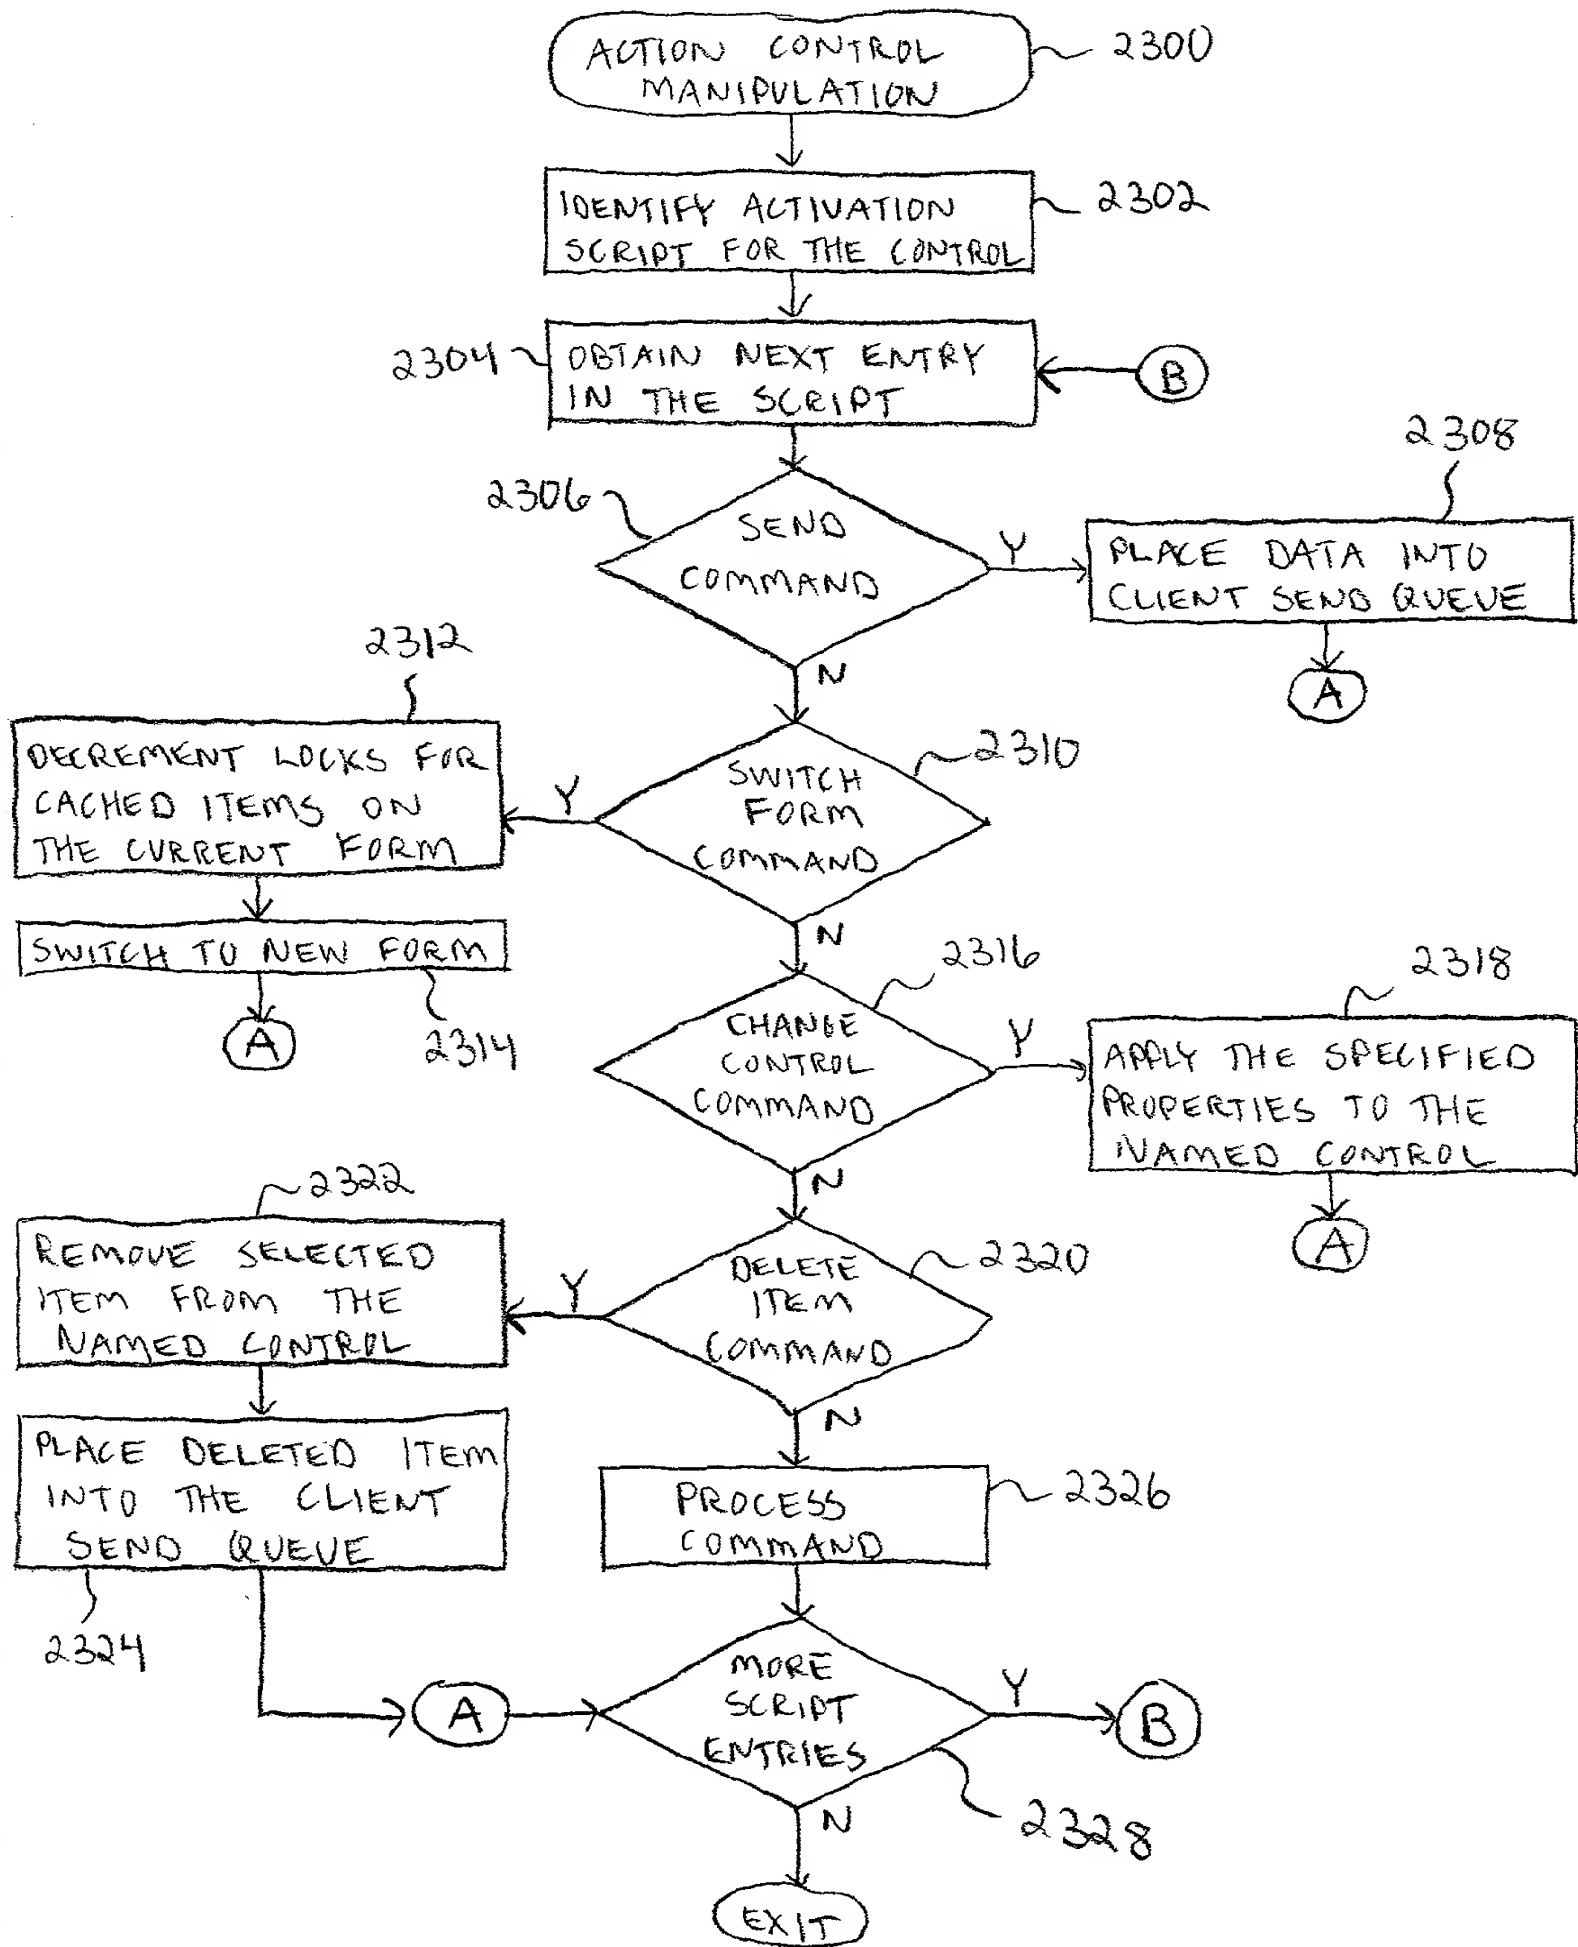 ACTION CONTROL
MANIPULATION
2300
IDENTIFY ACTIVATION
SCRIPT FOR THE CONTROL
2302
2304
OBTAIN NEXT ENTRY
IN THE SCRIPT
B
2306
SEND
COMMAND
Y
2308
PLACE DATA INTO
CLIENT SEND QUEUE
A
N
2312
DECREMENT LOCKS FOR
CACHED ITEMS ON
THE CURRENT FORM
Y
SWITCH
FORM
COMMAND
2310
SWITCH TO NEW FORM
2314
A
N
2316
CHANGE
CONTROL
COMMAND
Y
2318
APPLY THE SPECIFIED
PROPERTIES TO THE
NAMED CONTROL
A
N
2322
REMOVE SELECTED
ITEM FROM THE
NAMED CONTROL
Y
DELETE
ITEM
COMMAND
2320
N
PLACE DELETED ITEM
INTO THE CLIENT
SEND QUEUE
2324
PROCESS
COMMAND
2326
A
MORE
SCRIPT
ENTRIES
Y
B
2328
N
EXIT